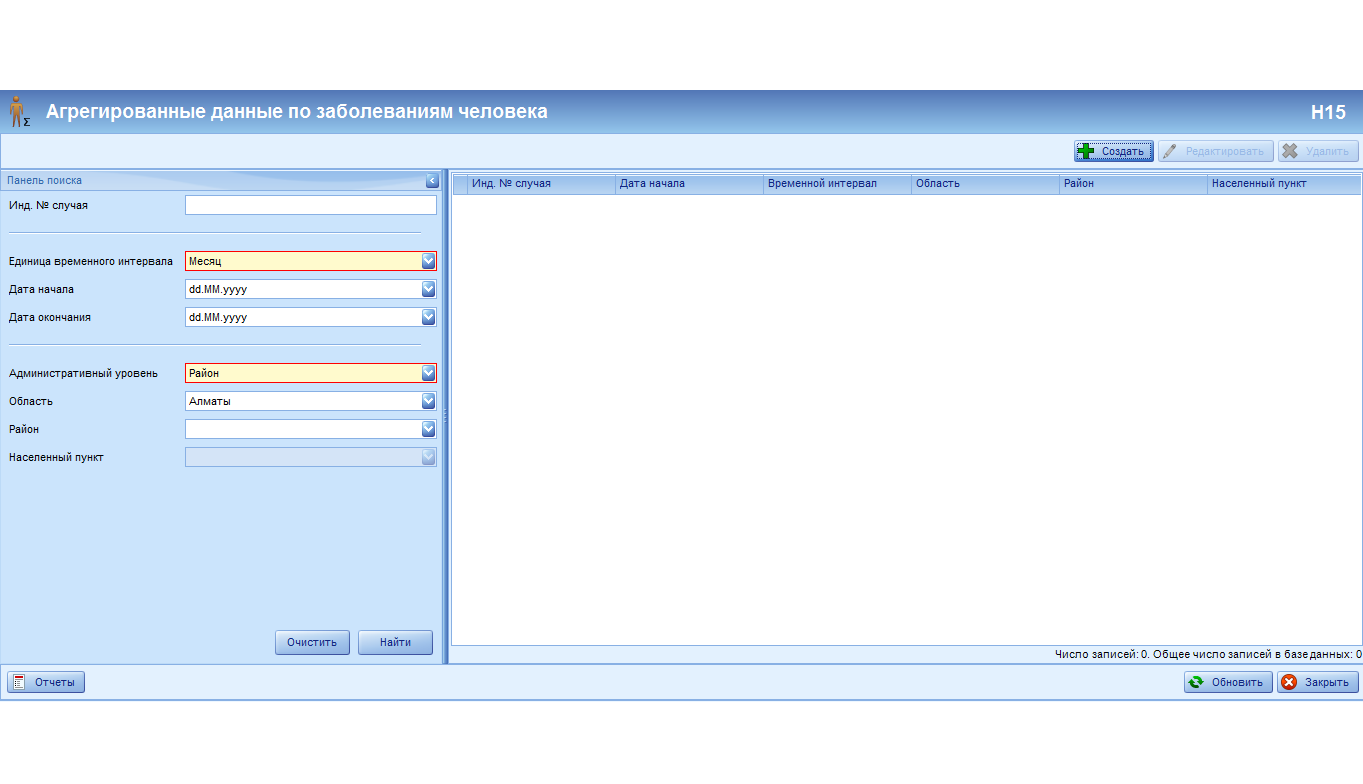 Σ
Агрегированные данные по заболеваниям человека
H15
Создать
Редактировать
Удалить
Панель поиска
Инд. № случая
Единица временного интервала
Месяц
Дата начала
dd.MM.yyyy
Дата окончания
dd.MM.yyyy
Административный уровень
Район
Область
Алматы
Район
Населенный пункт
Очистить
Найти
Инд. № случая
Дата начала
Временной интервал
Область
Район
Населенный пункт
Число записей: 0. Общее число записей в базе данных: 0
Отчеты
Обновить
Закрыть